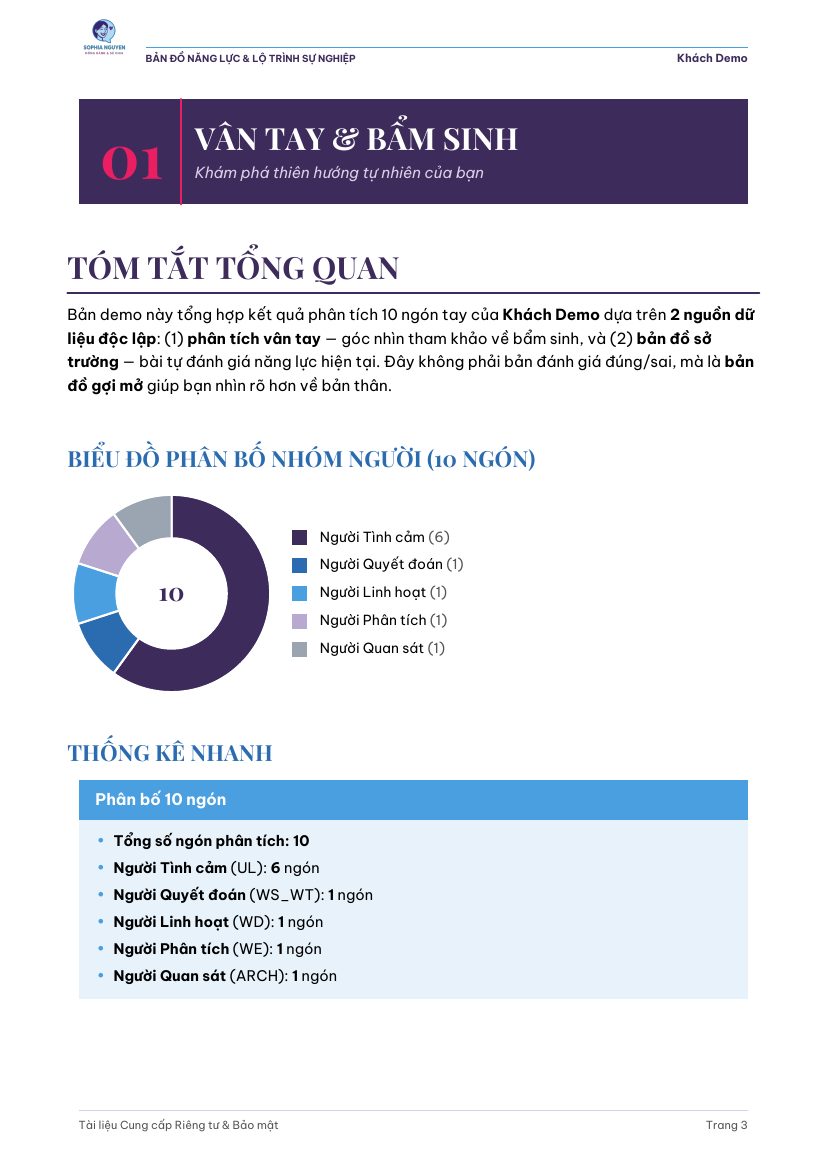 SOPHIA NGUYEN
BẢN ĐỒ NĂNG LỰC & LỘ TRÌNH SỰ NGHIỆP
Khách Demo
01
VÂN TAY & BẨM SINH
Khám phá thiên hướng tự nhiên của bạn
TÓM TẮT TỔNG QUAN
Bản demo này tổng hợp kết quả phân tích 10 ngón tay của Khách Demo dựa trên 2 nguồn dữ
liệu độc lập: (1) phân tích vân tay — góc nhìn tham khảo về bẩm sinh, và (2) bản đồ sở
trường — bài tự đánh giá năng lực hiện tại. Đây không phải bản đánh giá đúng/sai, mà là bản
đồ gợi mở giúp bạn nhìn rõ hơn về bản thân.
BIỂU ĐỒ PHÂN BỐ NHÓM NGƯỜI (10 NGÓN)
10
Người Tình cảm (6)
Người Quyết đoán (1)
Người Linh hoạt (1)
Người Phân tích (1)
Người Quan sát (1)
THỐNG KÊ NHANH
Phân bố 10 ngón
• Tổng số ngón phân tích: 10
• Người Tình cảm (UL): 6 ngón
• Người Quyết đoán (WS_WT): 1 ngón
• Người Linh hoạt (WD): 1 ngón
• Người Phân tích (WE): 1 ngón
• Người Quan sát (ARCH): 1 ngón
Tài liệu Cung cấp Riêng tư & Bảo mật
Trang 3